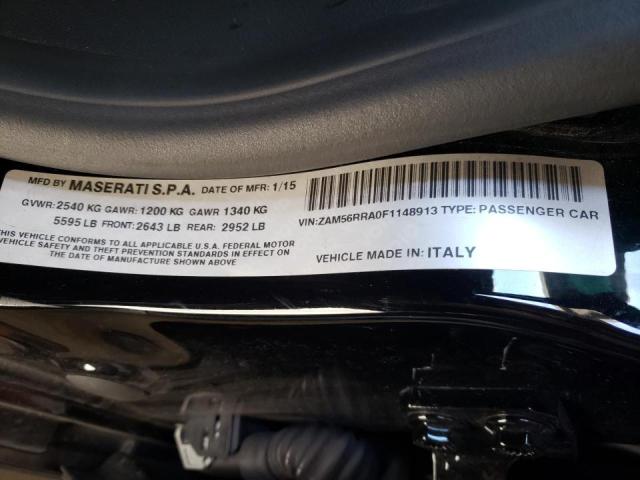 MFD BY MASERATI S.P.A. DATE OF MFR: 1/15
GVWR: 2540 KG GAWR: 1200 KG GAWR 1340 KG
5595 LB FRONT: 2643 LB REAR: 2952 LB
THIS VEHICLE CONFORMS TO ALL APPLICABLE U.S.A. FEDERAL MOTOR
VEHICLE SAFETY AND THEFT PREVENTION STANDARDS IN EFFECT ON
THE DATE OF MANUFACTURE SHOWN ABOVE
VIN: ZAM56RRA0F1148913 TYPE: PASSENGER CAR
VEHICLE MADE IN: ITALY